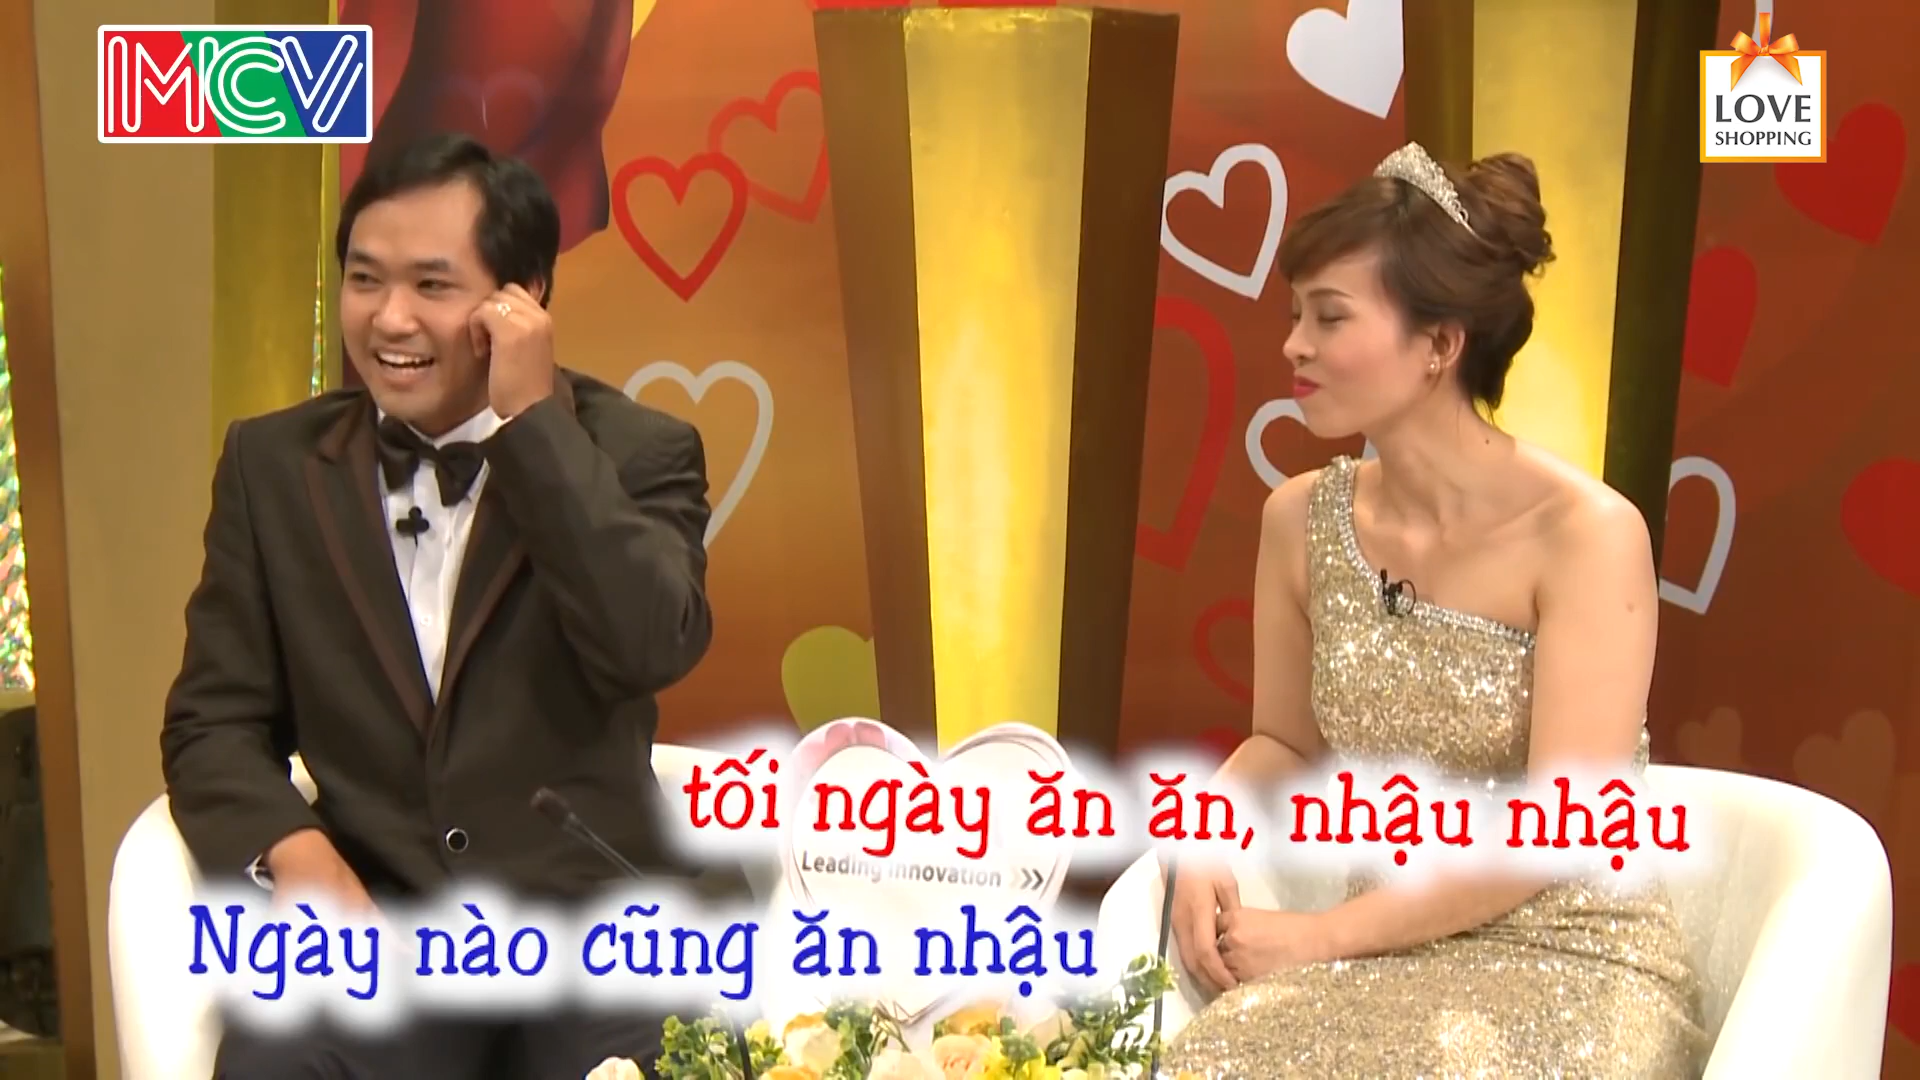 MCV
LOVE
SHOPPING
tối ngày ăn ăn, nhậu nhậu
Leading Innovation >>>
Ngày nào cũng ăn nhậu